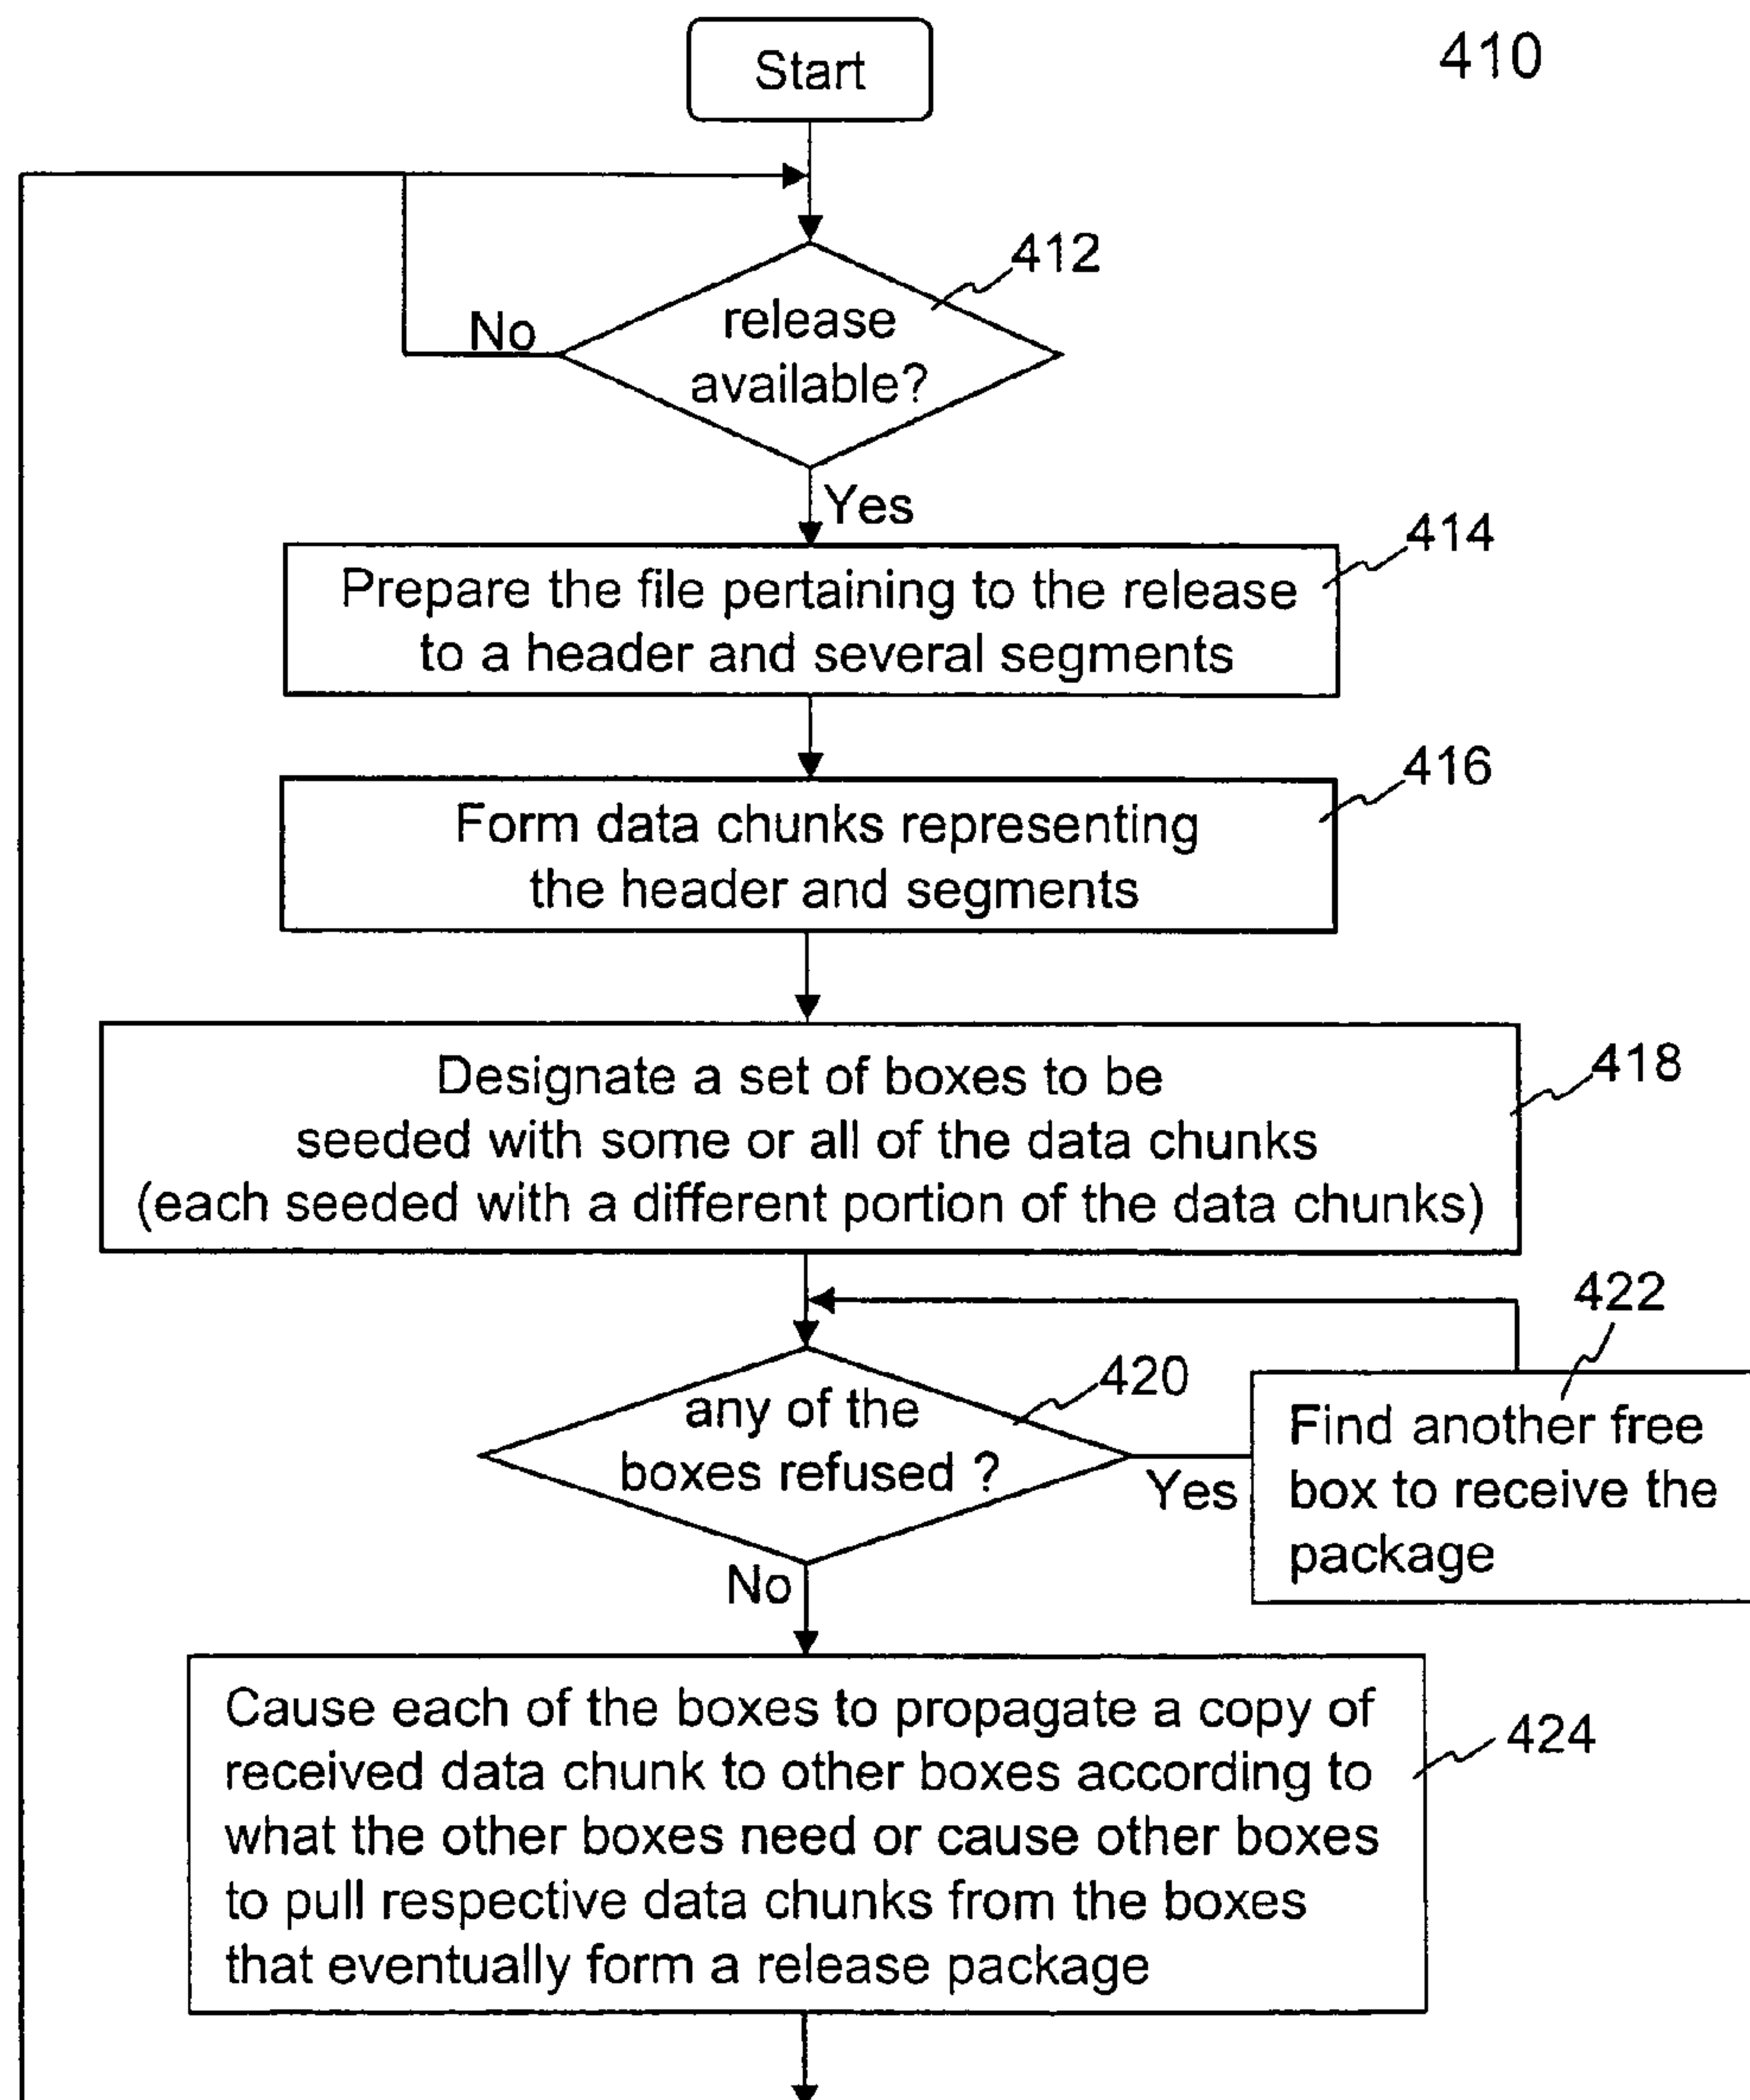 410
Start
412
release
available?
No
Yes
414
Prepare the file pertaining to the release
to a header and several segments
416
Form data chunks representing
the header and segments
418
Designate a set of boxes to be
seeded with some or all of the data chunks
(each seeded with a different portion of the data chunks)
422
420
any of the
boxes refused ?
Yes
Find another free
box to receive the
package
No
Cause each of the boxes to propagate a copy of
received data chunk to other boxes according to
what the other boxes need or cause other boxes
to pull respective data chunks from the boxes
that eventually form a release package
424